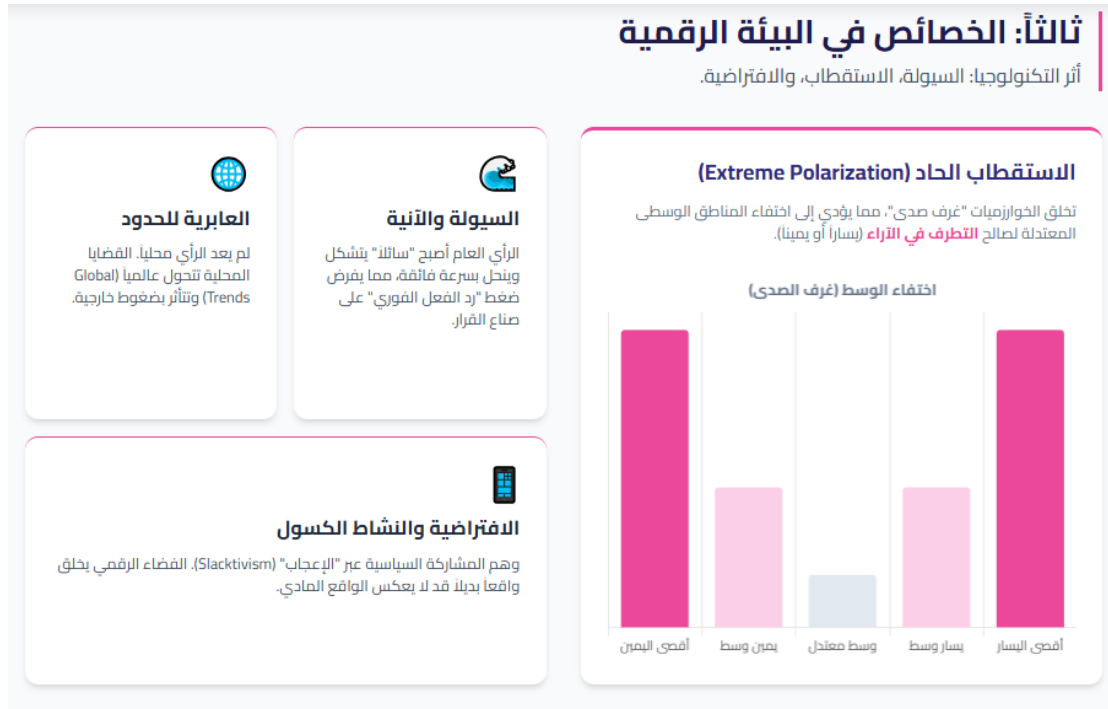 ثالثاً: الخصائص في البيئة الرقمية
أثر التكنولوجيا: السيولة، الاستقطاب، والافتراضية.
الاستقطاب الحاد (Extreme Polarization)
تخلق الخوارزميات "غرف صدى"، مما يؤدي إلى اختفاء المناطق الوسطى
المعتدلة لصالح التطرف في الآراء (يساراً أو يميناً).
اختفاء الوسط (غرف الصدى)
أقصى اليسار
يسار وسط
وسط معتدل
يمين وسط
أقصى اليمين
السيولة والآنية
الرأي العام أصبح "سائلاً" يتشكل
وينحل بسرعة فائقة، مما يفرض
ضغط "رد الفعل الفوري" على
صناع القرار.
العابرية للحدود
لم يعد الرأي محلياً. القضايا
المحلية تتحول عالمياً (Global
Trends) وتتأثر بضغوط خارجية.
الافتراضية والنشاط الكسول
وهم المشاركة السياسية عبر "الإعجاب" (Slacktivism). الفضاء الرقمي يخلق
واقعاً بديلاً قد لا يعكس الواقع المادي.